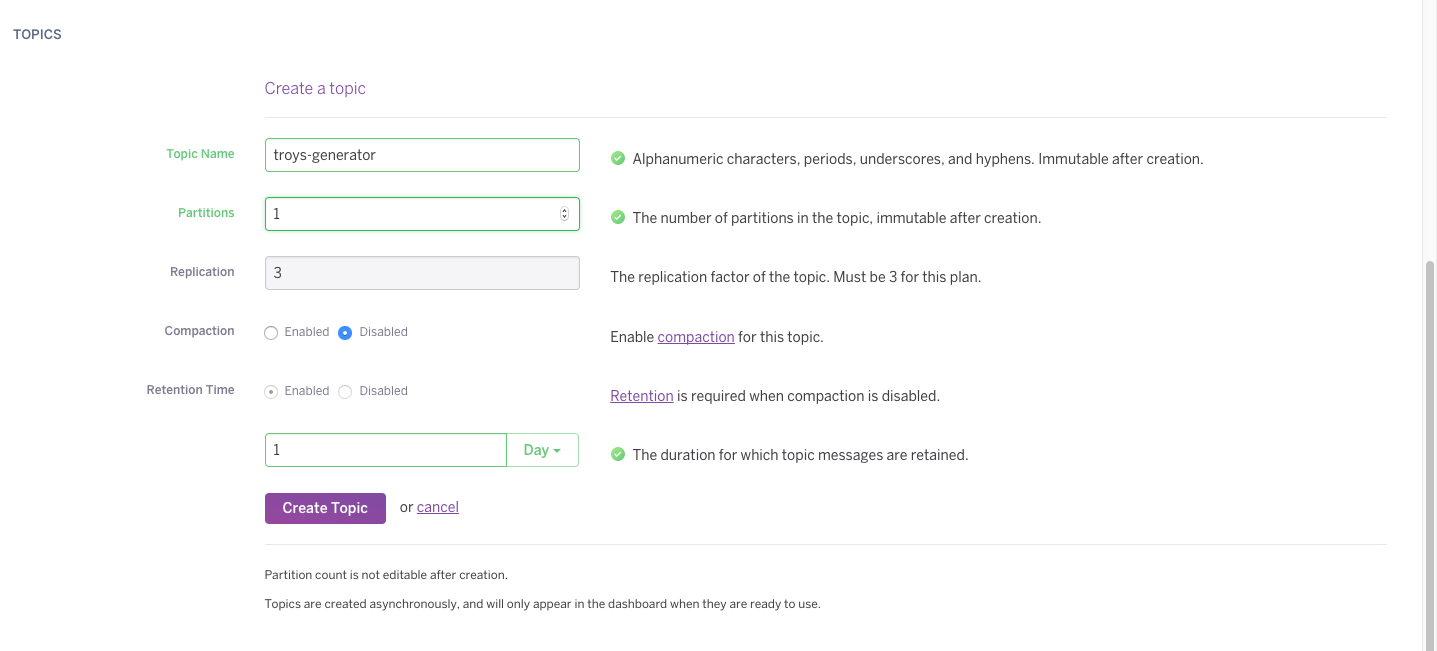 TOPICS
Create a topic
Topic Name troys-generator Alphanumeric characters, periods, underscores, and hyphens. Immutable after creation.
Partitions 1 The number of partitions in the topic, immutable after creation.
Replication 3 The replication factor of the topic. Must be 3 for this plan.
Compaction Enabled Disabled Enable compaction for this topic.
Retention Time Enabled Disabled Retention is required when compaction is disabled.
1 Day The duration for which topic messages are retained.
Create Topic or cancel
Partition count is not editable after creation.
Topics are created asynchronously, and will only appear in the dashboard when they are ready to use.